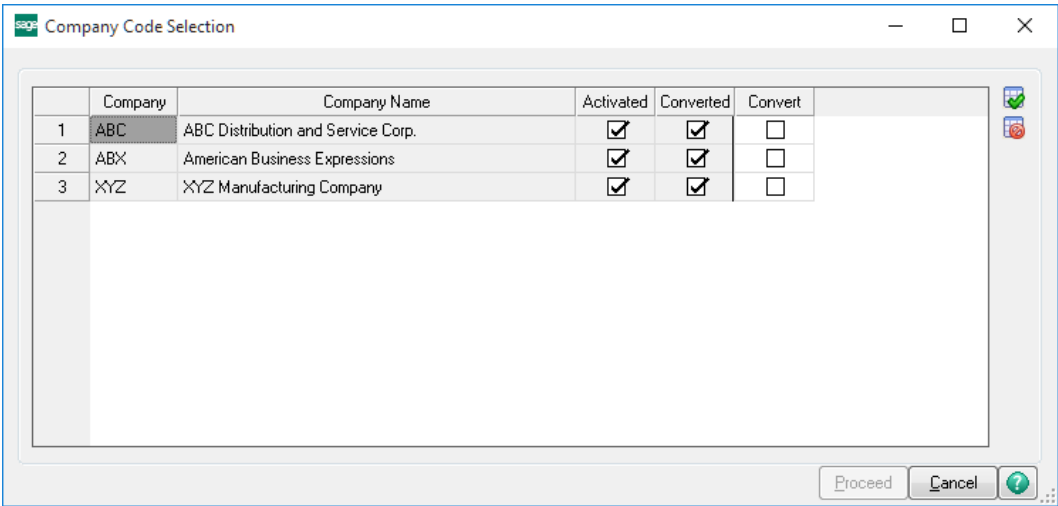 sage Company Code Selection
Company Company Name Activated Converted Convert
1 ABC ABC Distribution and Service Corp.
2 ABX American Business Expressions
3 XYZ XYZ Manufacturing Company
Proceed Cancel ?